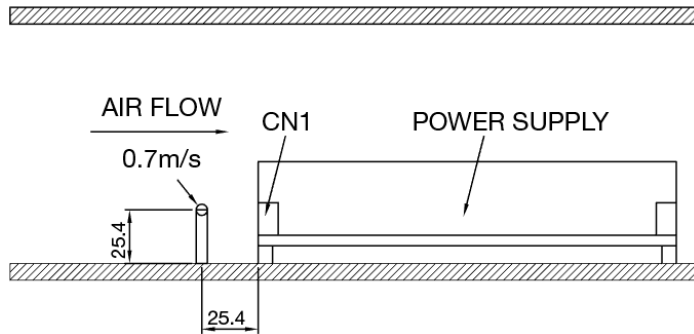 AIR FLOW
CN1
POWER SUPPLY
0.7m/s
25.4
25.4